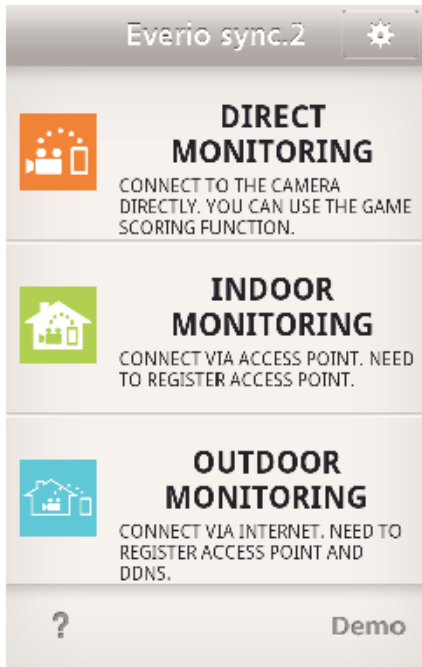 Everio sync.2
DIRECT
MONITORING
CONNECT TO THE CAMERA
DIRECTLY. YOU CAN USE THE GAME
SCORING FUNCTION.
INDOOR
MONITORING
CONNECT VIA ACCESS POINT. NEED
TO REGISTER ACCESS POINT.
OUTDOOR
MONITORING
CONNECT VIA INTERNET. NEED TO
REGISTER ACCESS POINT AND
DDNS.
? Demo